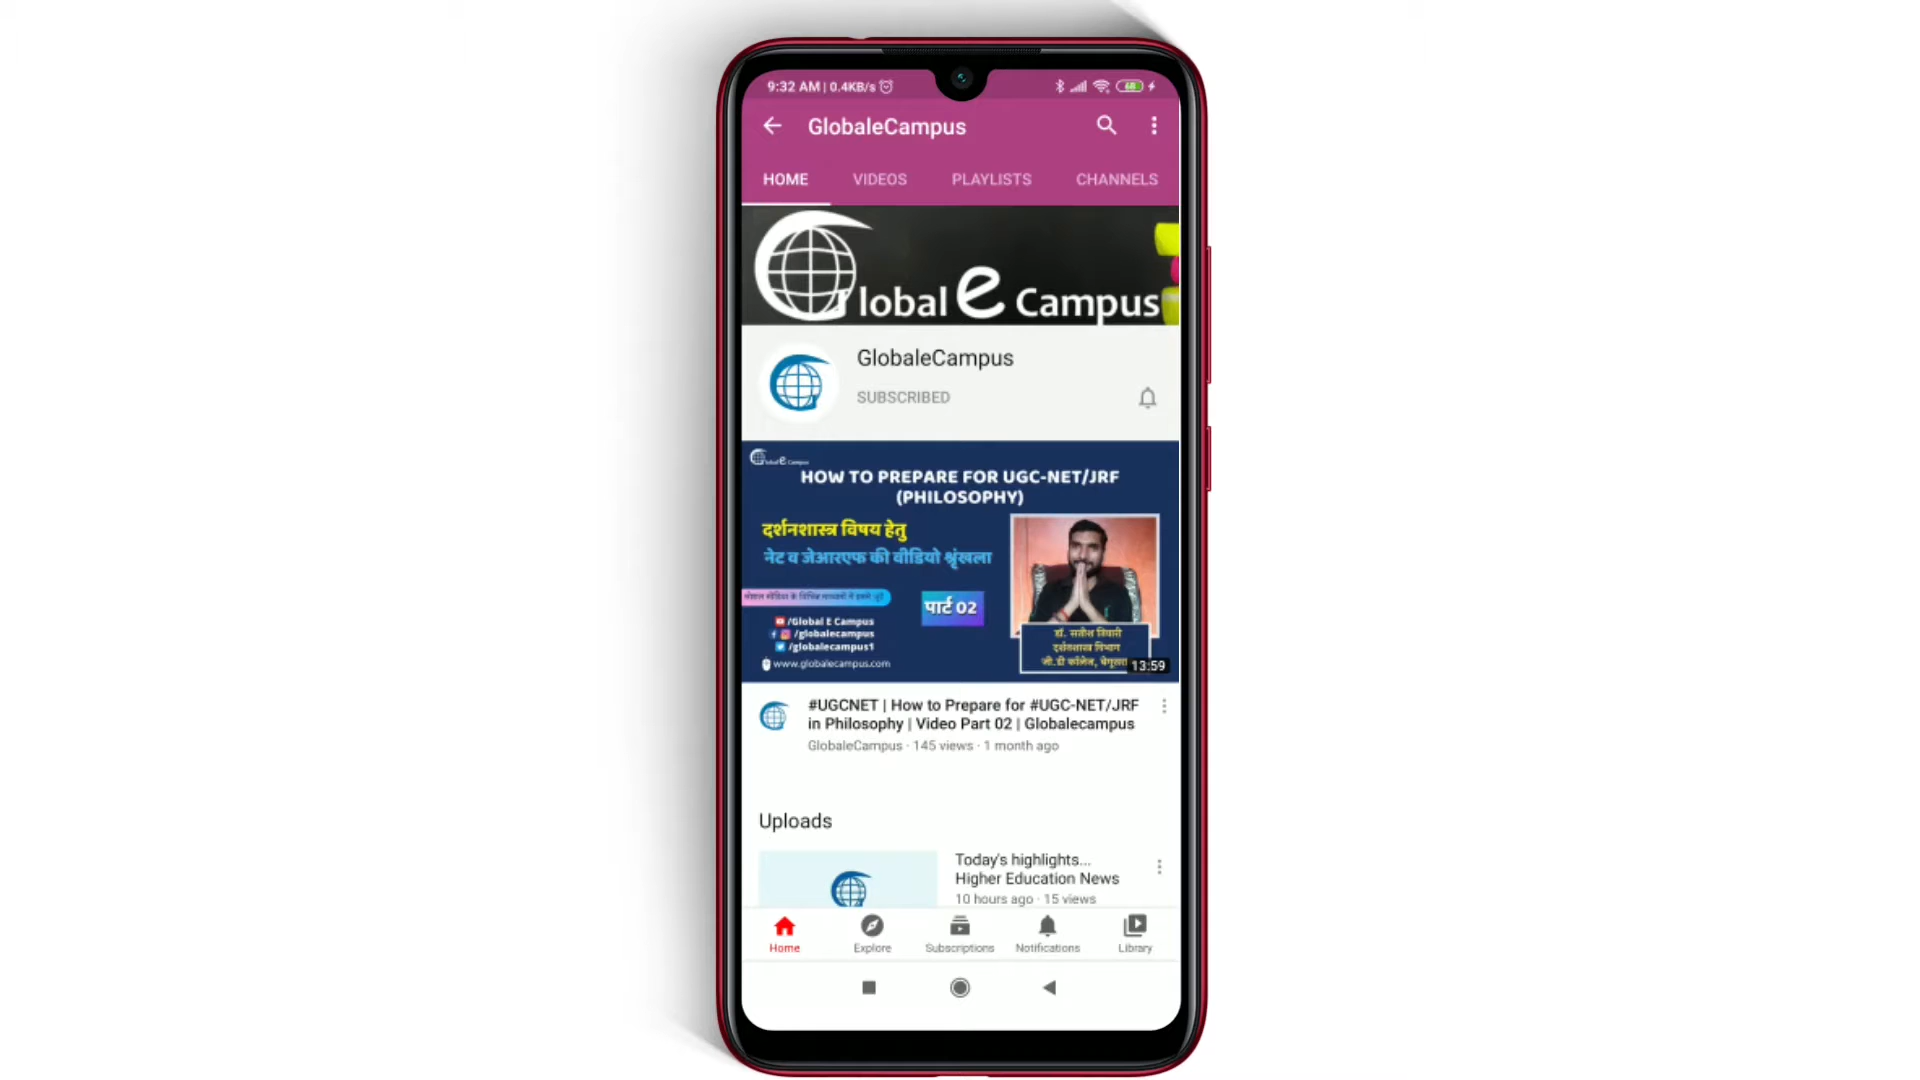 9:32 AM | 0.4KB/s
GlobaleCampus
HOME VIDEOS PLAYLISTS CHANNELS
lobal e Campus
GlobaleCampus
SUBSCRIBED
HOW TO PREPARE FOR UGC-NET/JRF
(PHILOSOPHY)
दर्शनशास्त्र विषय हेतु
नेट व जेआरएफ की वीडियो श्रृंखला
पार्ट 02
/Global E Campus
/globalecampus
/globalecampus1
www.globalecampus.com
दर्शनशास्त्र विभाग
13:59
#UGCNET | How to Prepare for #UGC-NET/JRF
in Philosophy | Video Part 02 | Globalecampus
GlobaleCampus · 145 views · 1 month ago
Uploads
Today's highlights...
Higher Education News
10 hours ago · 15 views
Home Explore Subscriptions Notifications Library